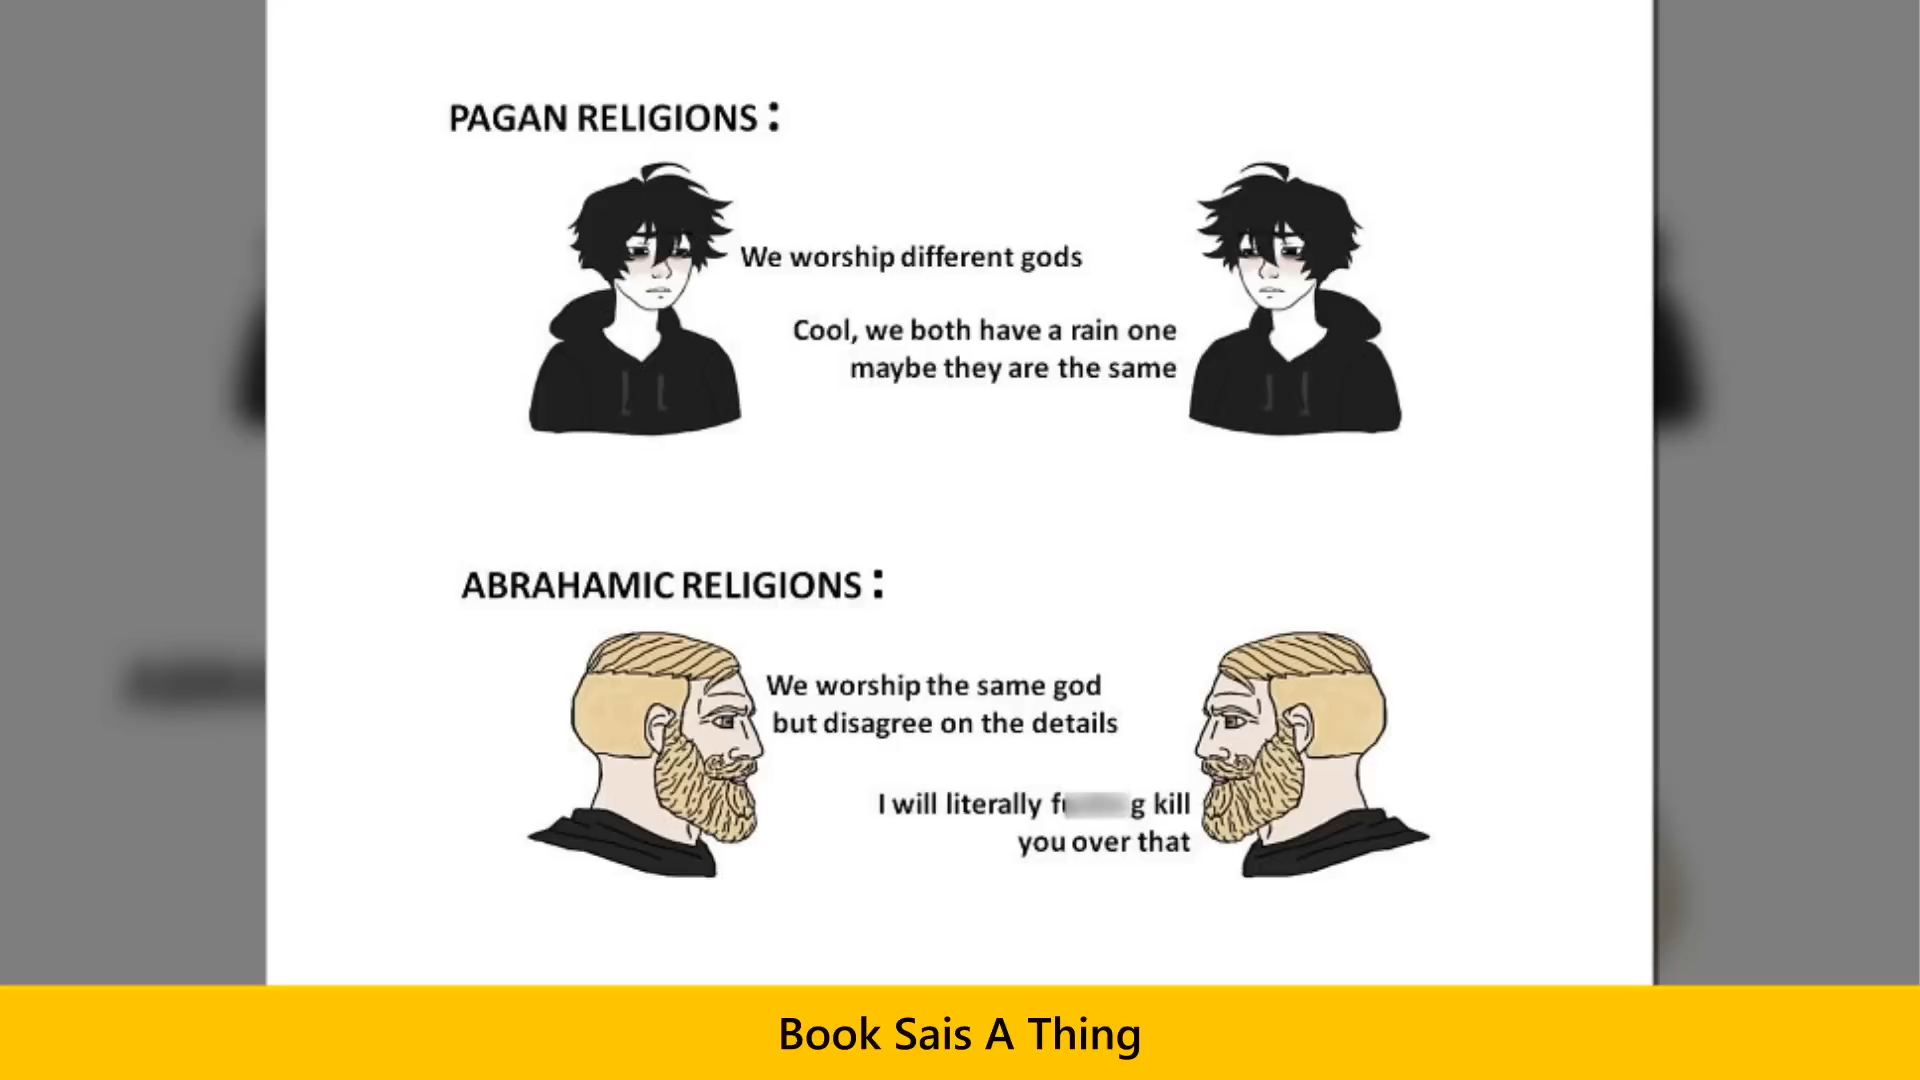 PAGAN RELIGIONS :
We worship different gods
Cool, we both have a rain one
maybe they are the same
ABRAHAMIC RELIGIONS :
We worship the same god
but disagree on the details
I will literally kill
you over that
Book Sais A Thing